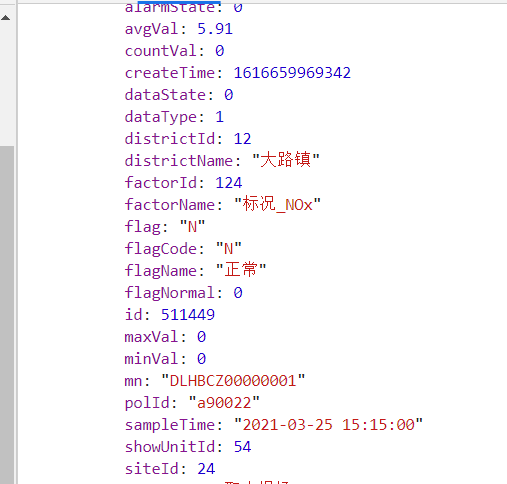 alarmState: 0
avgVal: 5.91
countVal: 0
createTime: 1616659969342
dataState: 0
dataType: 1
districtId: 12
districtName: "大路镇"
factorId: 124
factorName: "标况_NOx"
flag: "N"
flagCode: "N"
flagName: "正常"
flagNormal: 0
id: 511449
maxVal: 0
minVal: 0
mn: "DLHBCZ00000001"
polId: "a90022"
sampleTime: "2021-03-25 15:15:00"
showUnitId: 54
siteId: 24